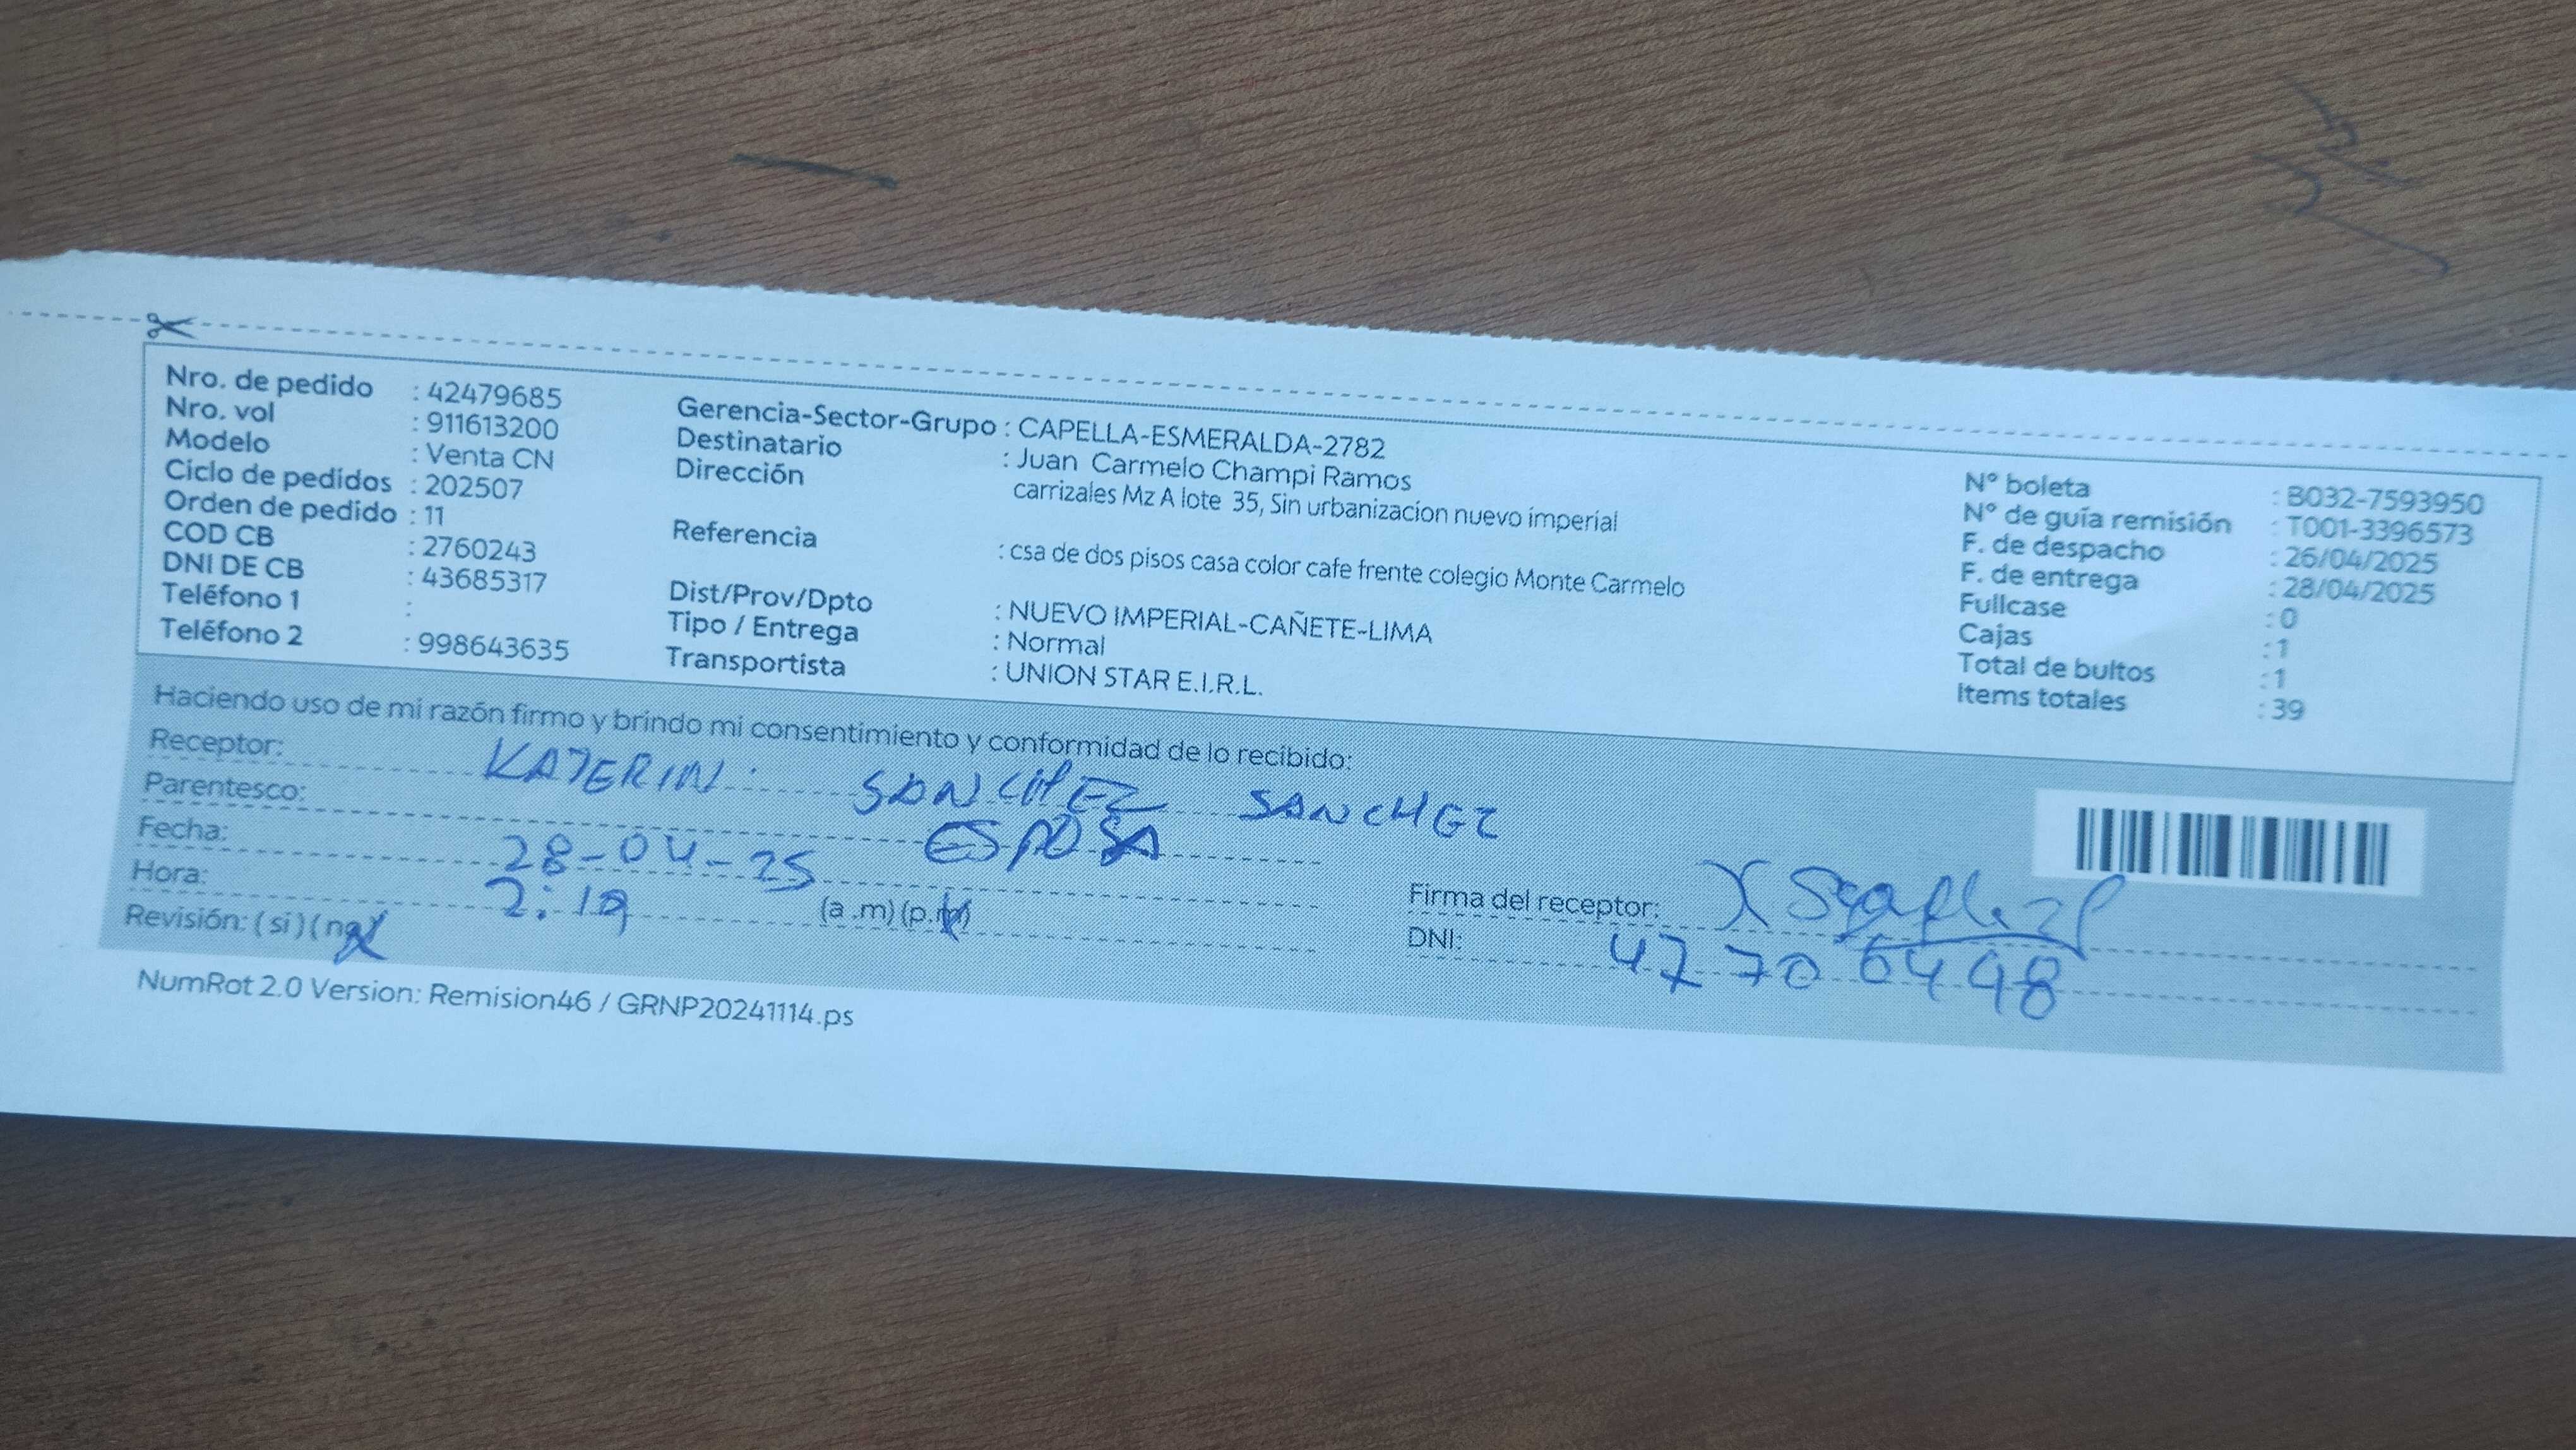 Nro. de pedido : 42479685
Nro. vol : 911613200
Modelo : Venta CN
Ciclo de pedidos : 202507
Orden de pedido : 11
COD CB : 2760243
DNI DE CB : 43685317
Teléfono 1 :
Teléfono 2 : 998643635
Gerencia-Sector-Grupo : CAPELLA-ESMERALDA-2782
Destinatario : Juan Carmelo Champi Ramos
Dirección carrizales Mz A lote 35, Sin urbanizacion nuevo imperial
Referencia : csa de dos pisos casa color cafe frente colegio Monte Carmelo
Dist/Prov/Dpto : NUEVO IMPERIAL-CAÑETE-LIMA
Tipo / Entrega : Normal
Transportista : UNION STAR E.I.R.L.
N° boleta : B032-7593950
N° de guía remisión : T001-3396573
F. de despacho : 26/04/2025
F. de entrega : 28/04/2025
Fullcase : 0
Cajas : 1
Total de bultos : 1
Items totales : 39
Haciendo uso de mi razón firmo y brindo mi consentimiento y conformidad de lo recibido:
Receptor: KATERIN SANCHEZ SANCHEZ
Parentesco: ESPOSA
Fecha: 28-04-25
Hora: (a.m) (p.m)
Revisión: (si) (no)
Firma del receptor: X
DNI: 47706498
NumRot 2.0 Version: Remision46 / GRNP20241114.ps